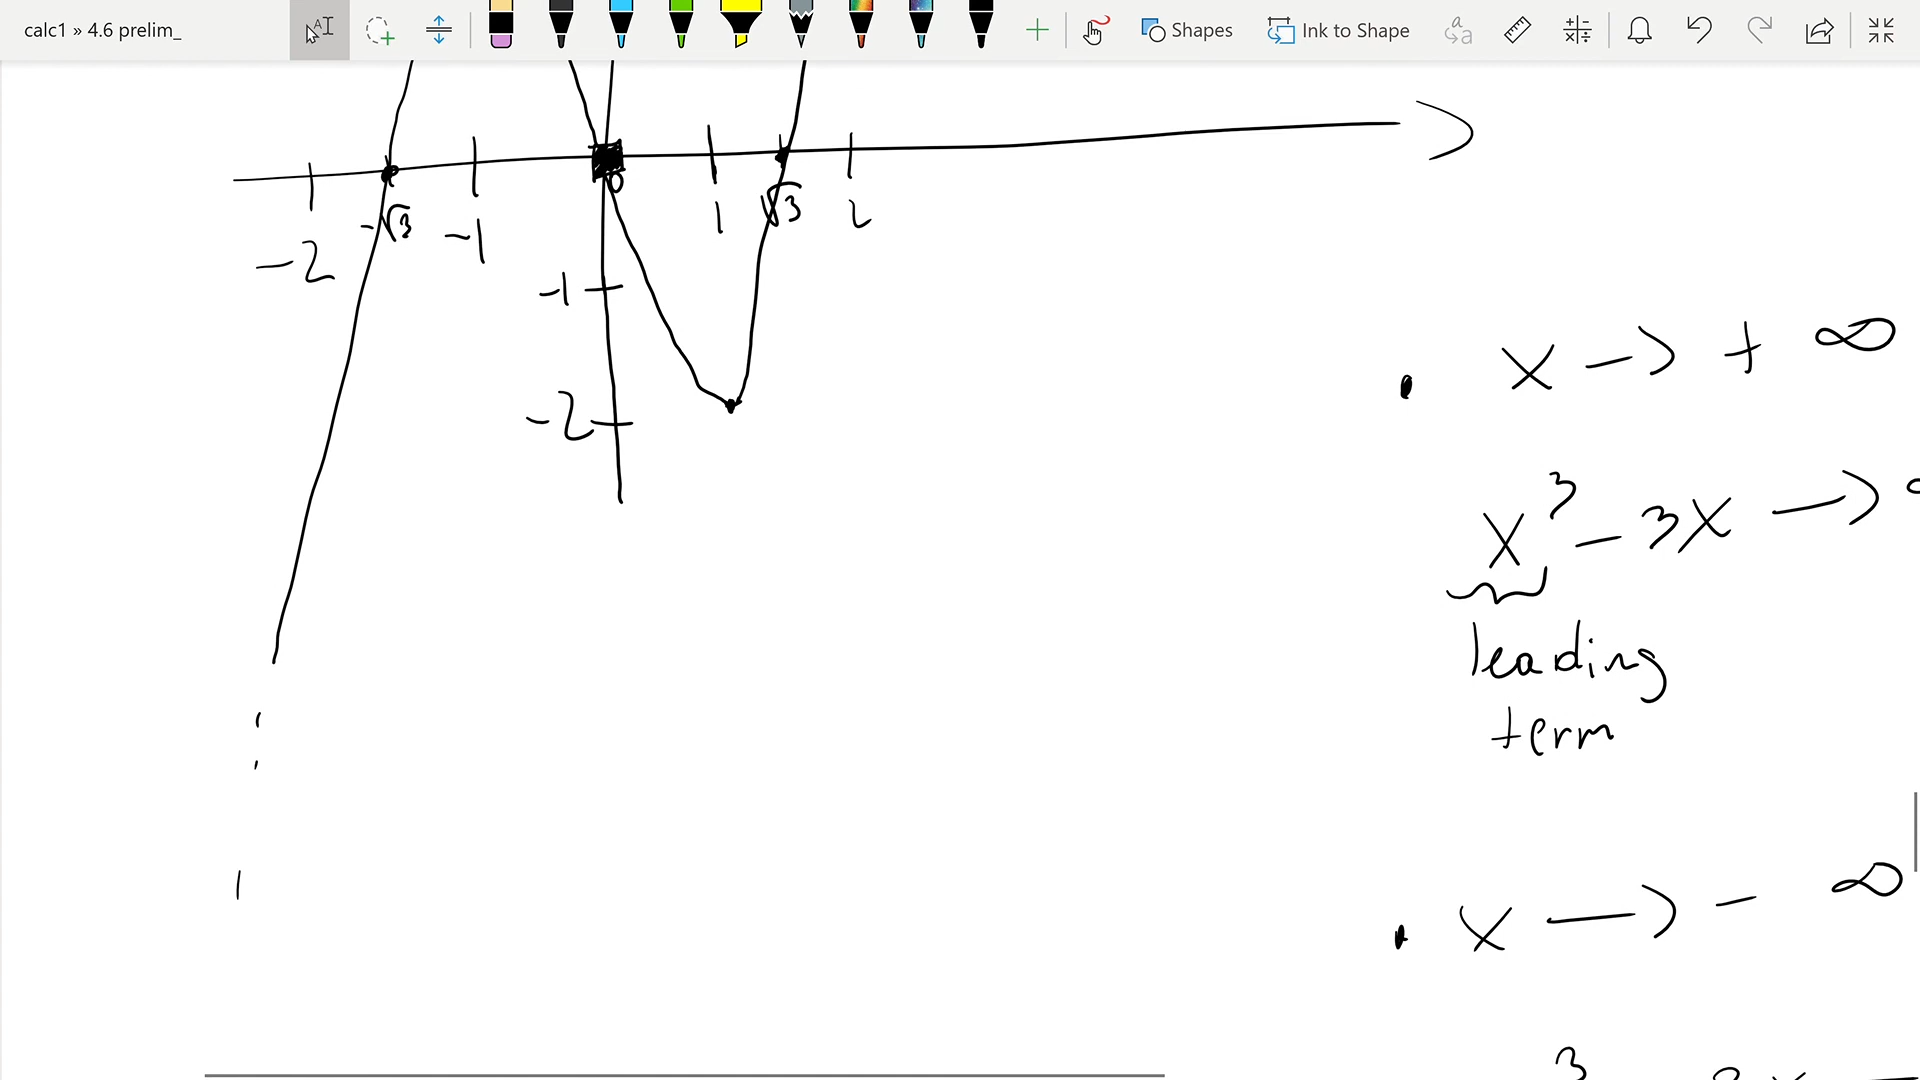 calc1 » 4.6 prelim_
Shapes
Ink to Shape
0
-2
-√3
-1
1
√3
2
-1
-2
x → + ∞
x³ - 3x →
leading
term
x → - ∞
3